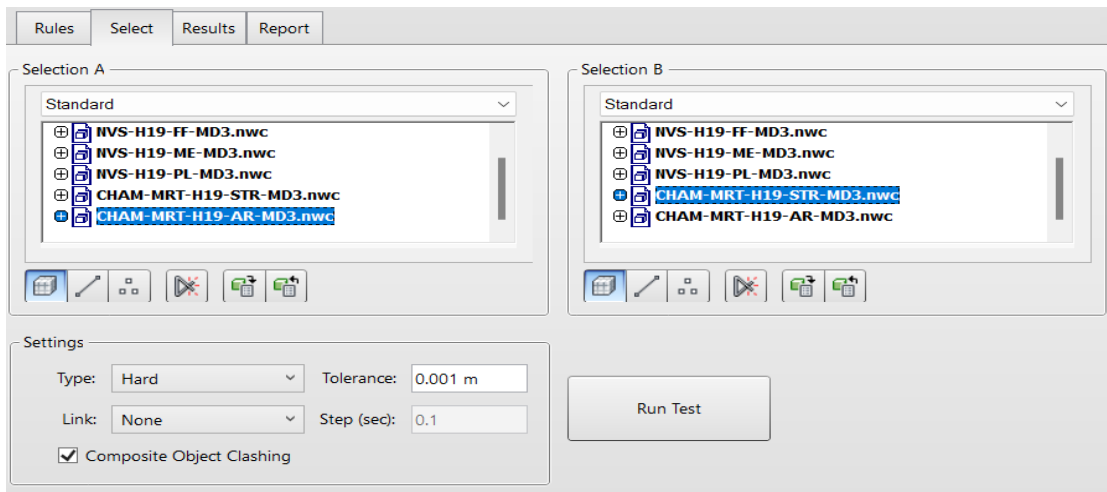 Rules Select Results Report
Selection A
Standard
NVS-H19-FF-MD3.nwc
NVS-H19-ME-MD3.nwc
NVS-H19-PL-MD3.nwc
CHAM-MRT-H19-STR-MD3.nwc
CHAM-MRT-H19-AR-MD3.nwc
Selection B
Standard
NVS-H19-FF-MD3.nwc
NVS-H19-ME-MD3.nwc
NVS-H19-PL-MD3.nwc
CHAM-MRT-H19-STR-MD3.nwc
CHAM-MRT-H19-AR-MD3.nwc
Settings
Type: Hard Tolerance: 0.001 m
Link: None Step (sec): 0.1
Composite Object Clashing
Run Test